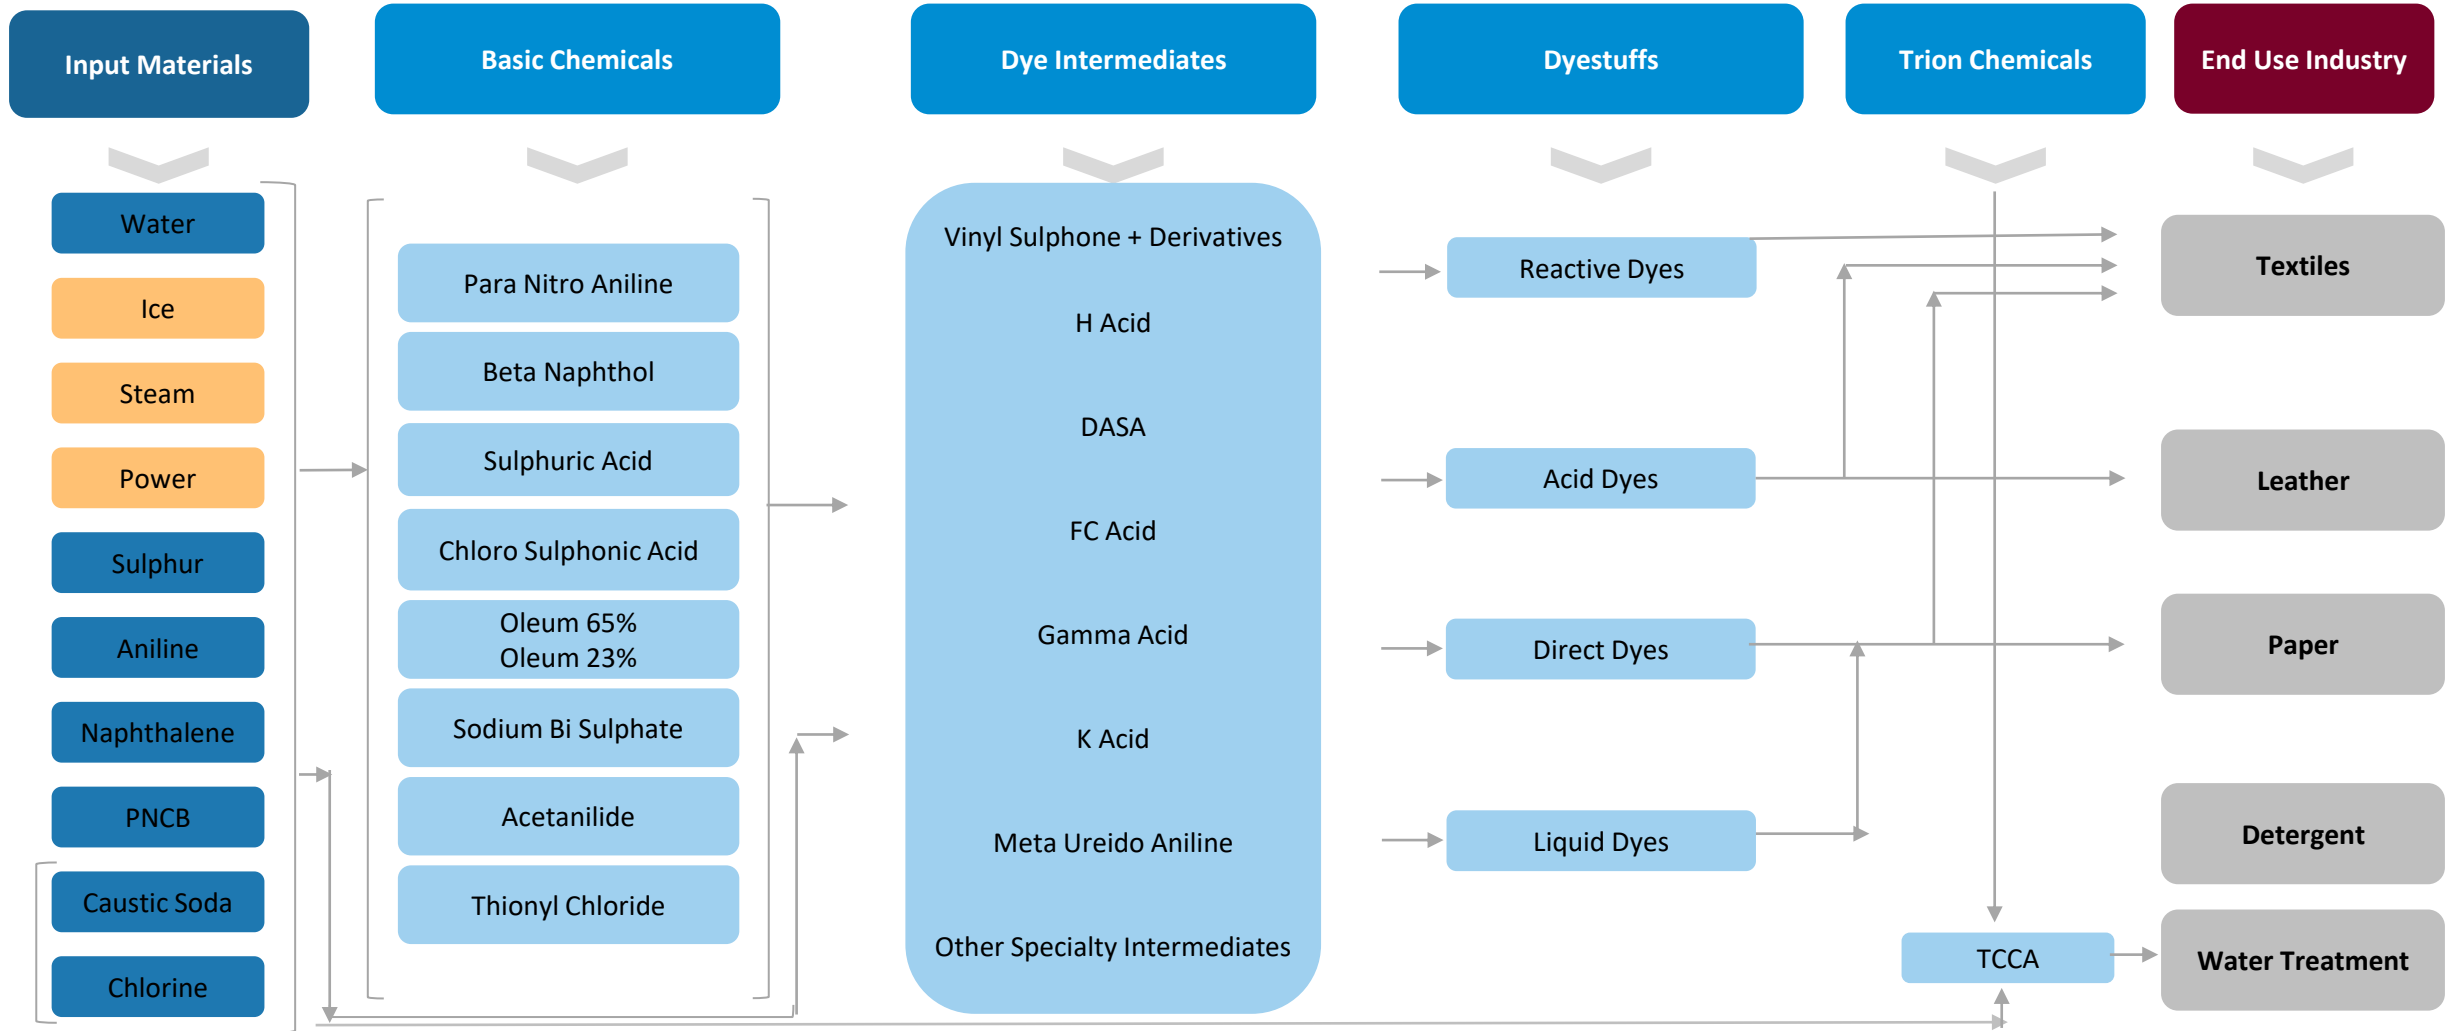 Input Materials
Basic Chemicals
Dye Intermediates
Dyestuffs
Trion Chemicals
End Use Industry
Water
Ice
Steam
Power
Sulphur
Aniline
Naphthalene
PNCB
Caustic Soda
Chlorine
Para Nitro Aniline
Beta Naphthol
Sulphuric Acid
Chloro Sulphonic Acid
Oleum 65%
Oleum 23%
Sodium Bi Sulphate
Acetanilide
Thionyl Chloride
Vinyl Sulphone + Derivatives
H Acid
DASA
FC Acid
Gamma Acid
K Acid
Meta Ureido Aniline
Other Specialty Intermediates
Reactive Dyes
Acid Dyes
Direct Dyes
Liquid Dyes
TCCA
Textiles
Leather
Paper
Detergent
Water Treatment